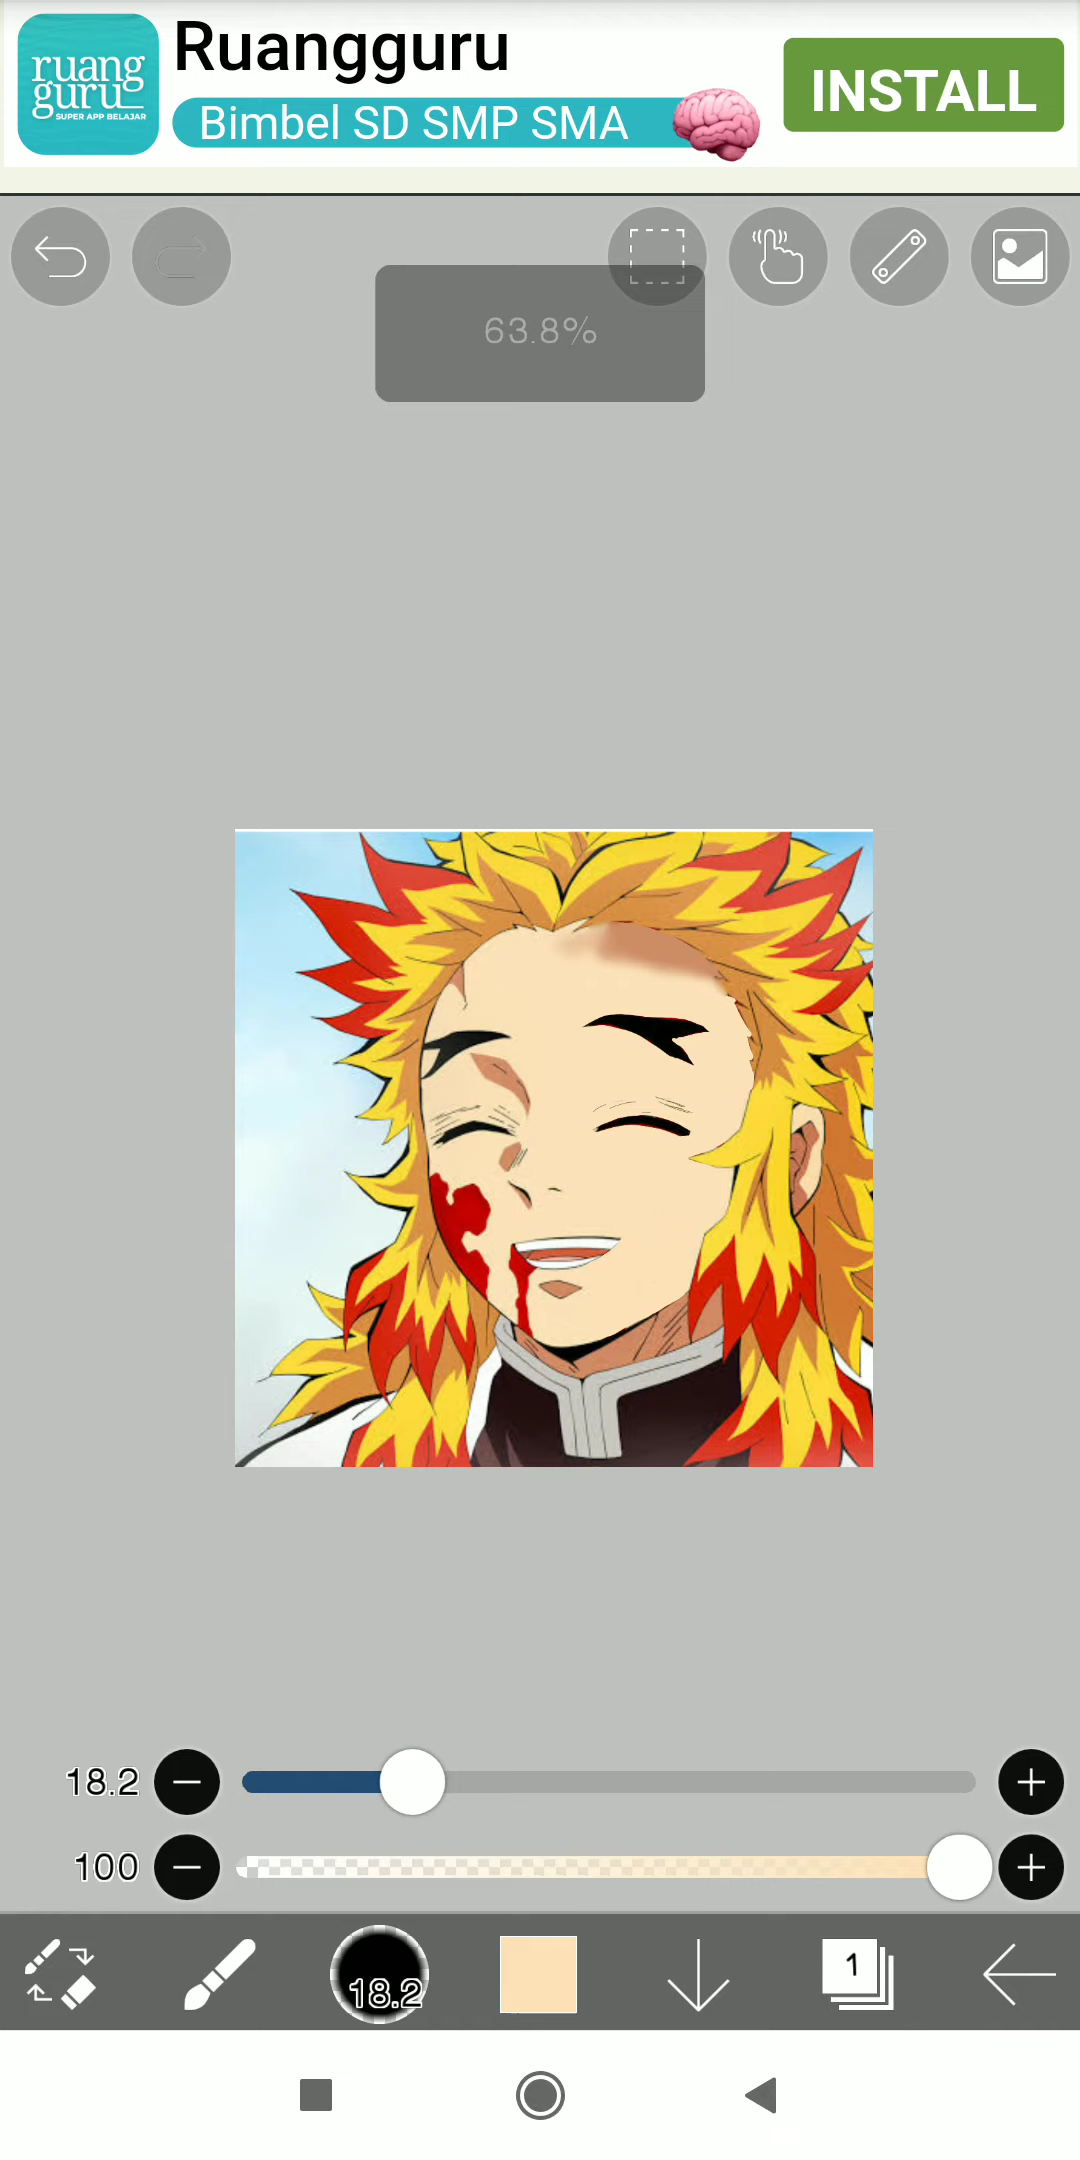 ruang
guru
SUPER APP BELAJAR
Ruangguru
Bimbel SD SMP SMA
INSTALL
63.8%
18.2
100
18.2
1